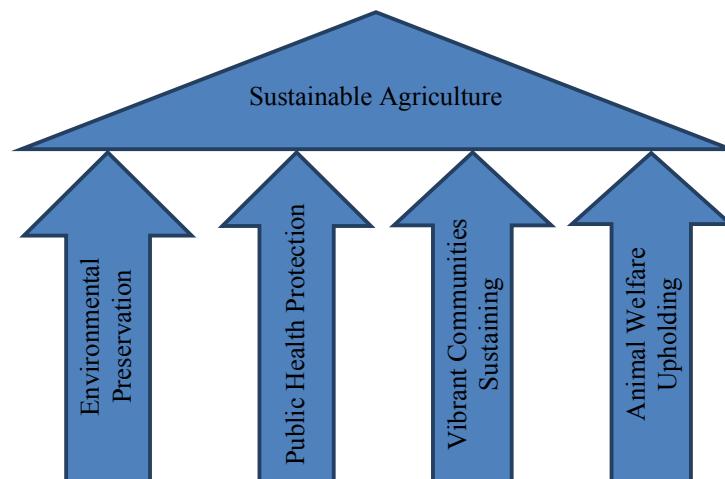 Sustainable Agriculture
Environmental
Preservation
Public Health Protection
Vibrant Communities
Sustaining
Animal Welfare
Upholding